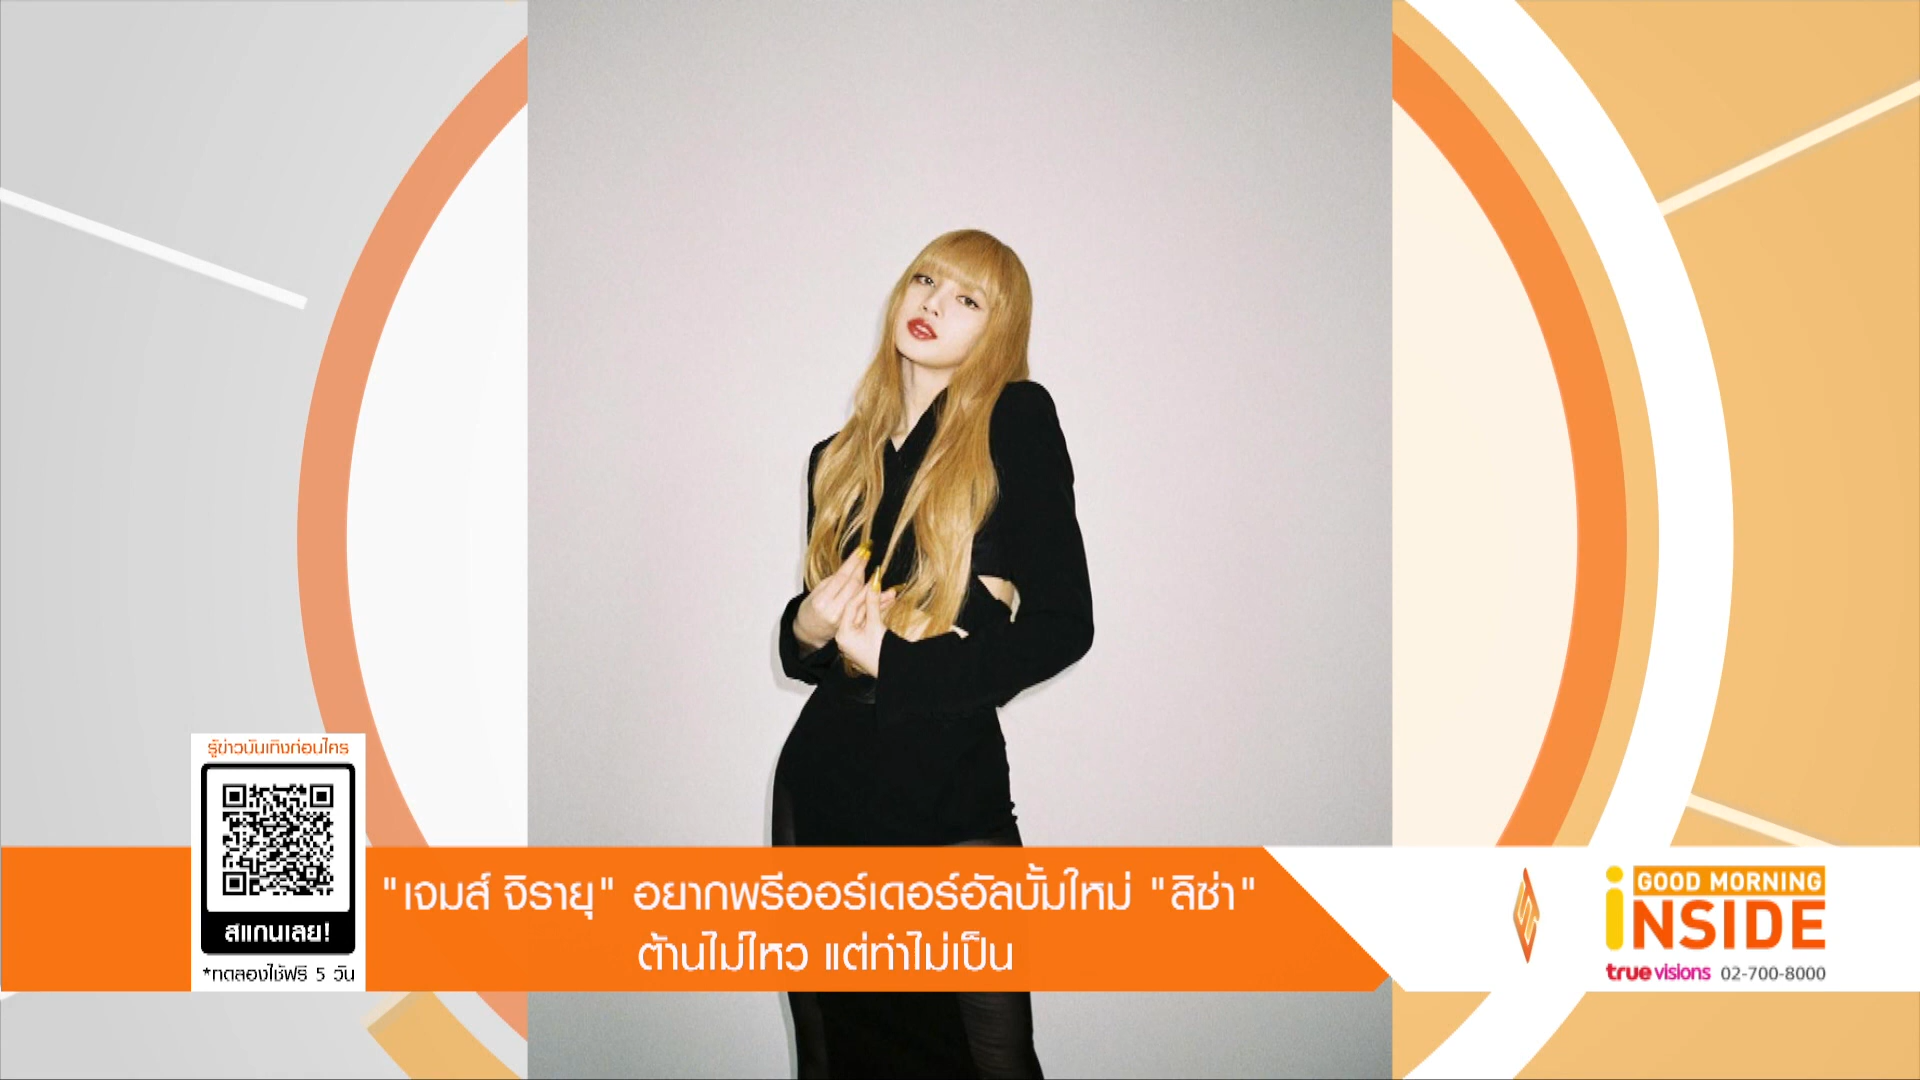 รู้ข่าวบันเทิงก่อนใคร
สแกนเลย!
*ทดลองใช้ฟรี 5 วัน
"เจมส์ จิรายุ" อยากพรีออร์เดอร์อัลบั้มใหม่ "ลิซ่า"
ต้านไม่ไหว แต่ทำไม่เป็น
GOOD MORNING
iNSIDE
true visions 02-700-8000